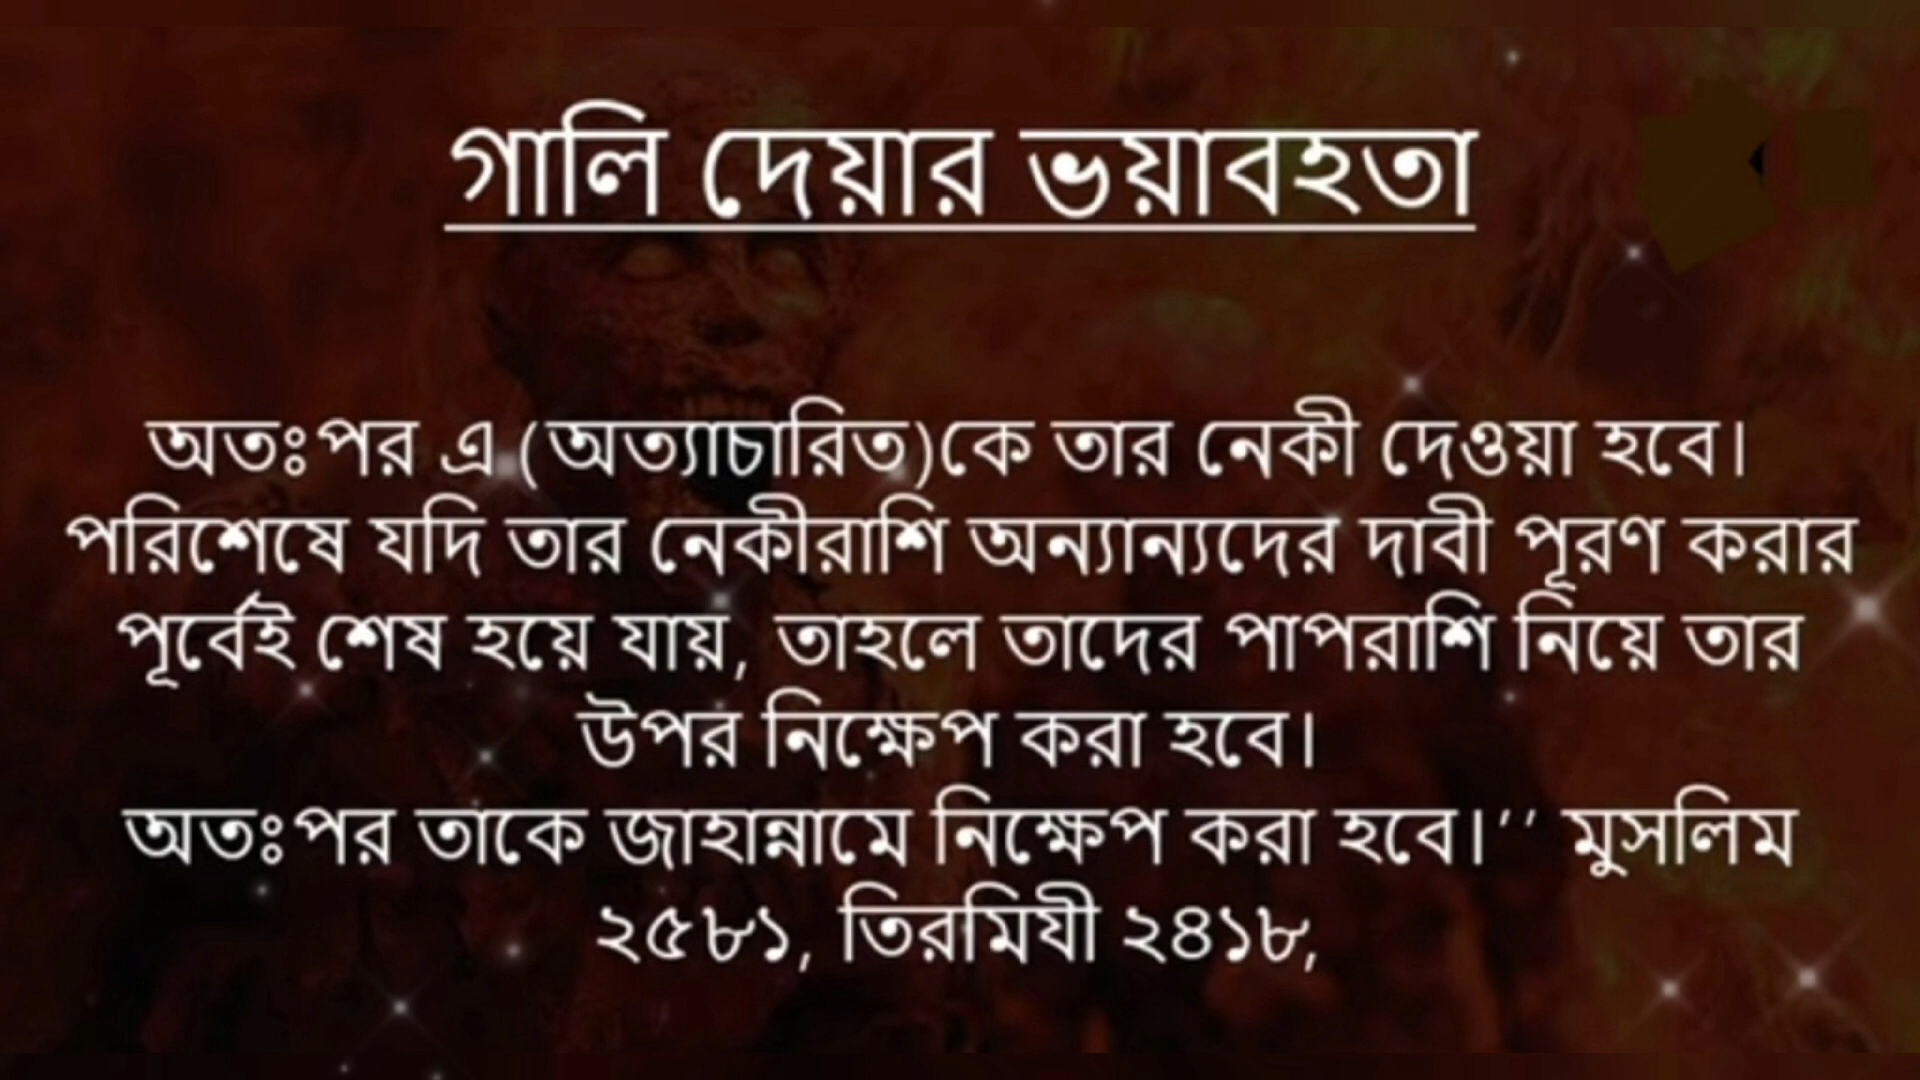 গালি দেয়ার ভয়াবহতা
অতঃপর এ (অত্যাচারিত)কে তার নেকী দেওয়া হবে।
পরিশেষে যদি তার নেকীরাশি অন্যান্যদের দাবী পূরণ করার
পূর্বেই শেষ হয়ে যায়, তাহলে তাদের পাপরাশি নিয়ে তার
উপর নিক্ষেপ করা হবে।
অতঃপর তাকে জাহান্নামে নিক্ষেপ করা হবে।’’ মুসলিম
২৫৮১, তিরমিযী ২৪১৮,